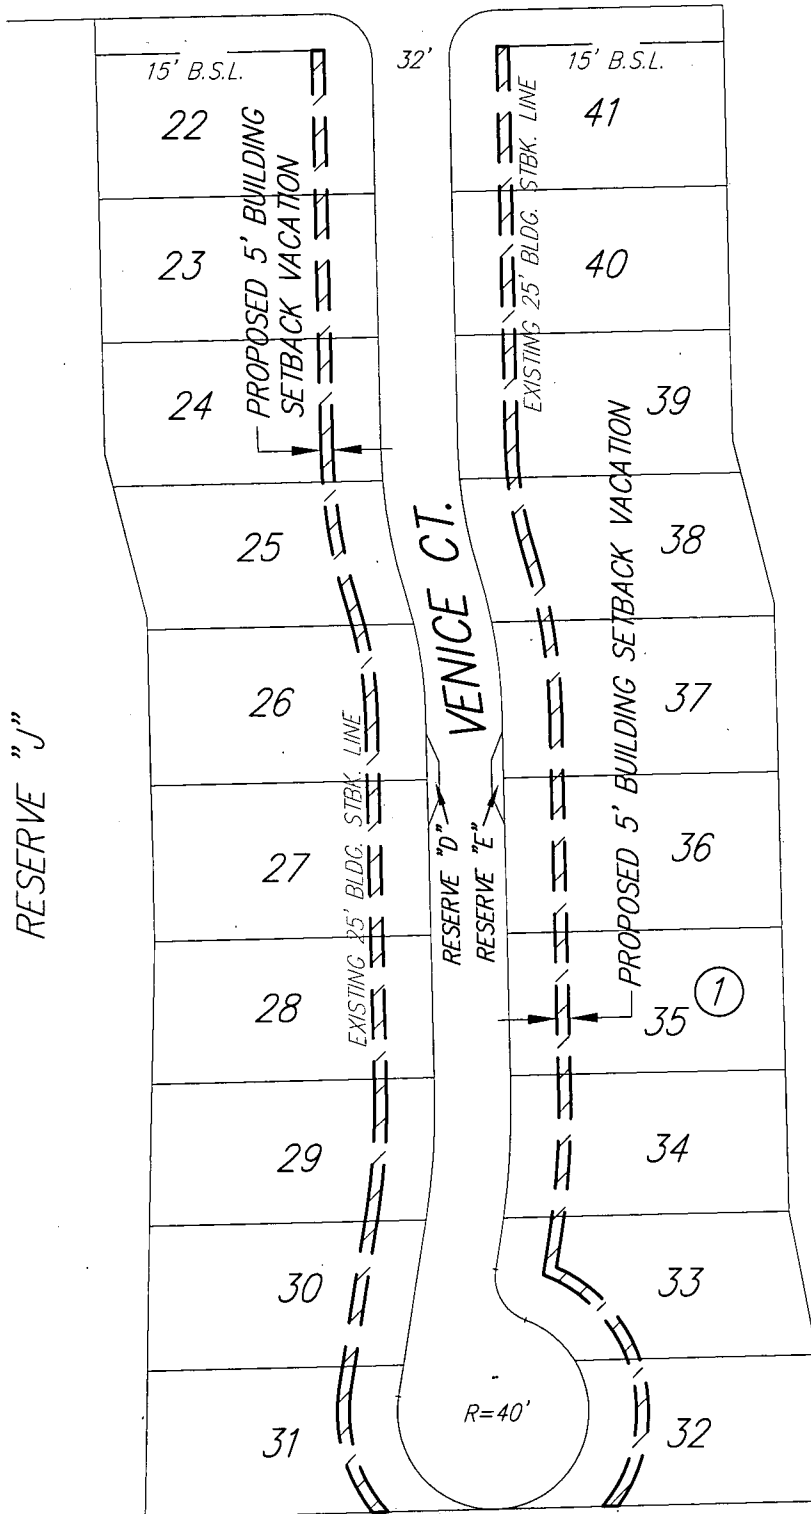 32'
15' B.S.L.
15' B.S.L.
22
41
PROPOSED 5' BUILDING
SETBACK VACATION
EXISTING 25' BLDG. STBK. LINE
23
40
24
39
25
38
VENICE CT.
PROPOSED 5' BUILDING SETBACK VACATION
26
37
RESERVE "J"
EXISTING 25' BLDG. STBK. LINE
27
36
RESERVE "D"
RESERVE "E"
28
35
1
29
34
30
33
R=40'
31
32